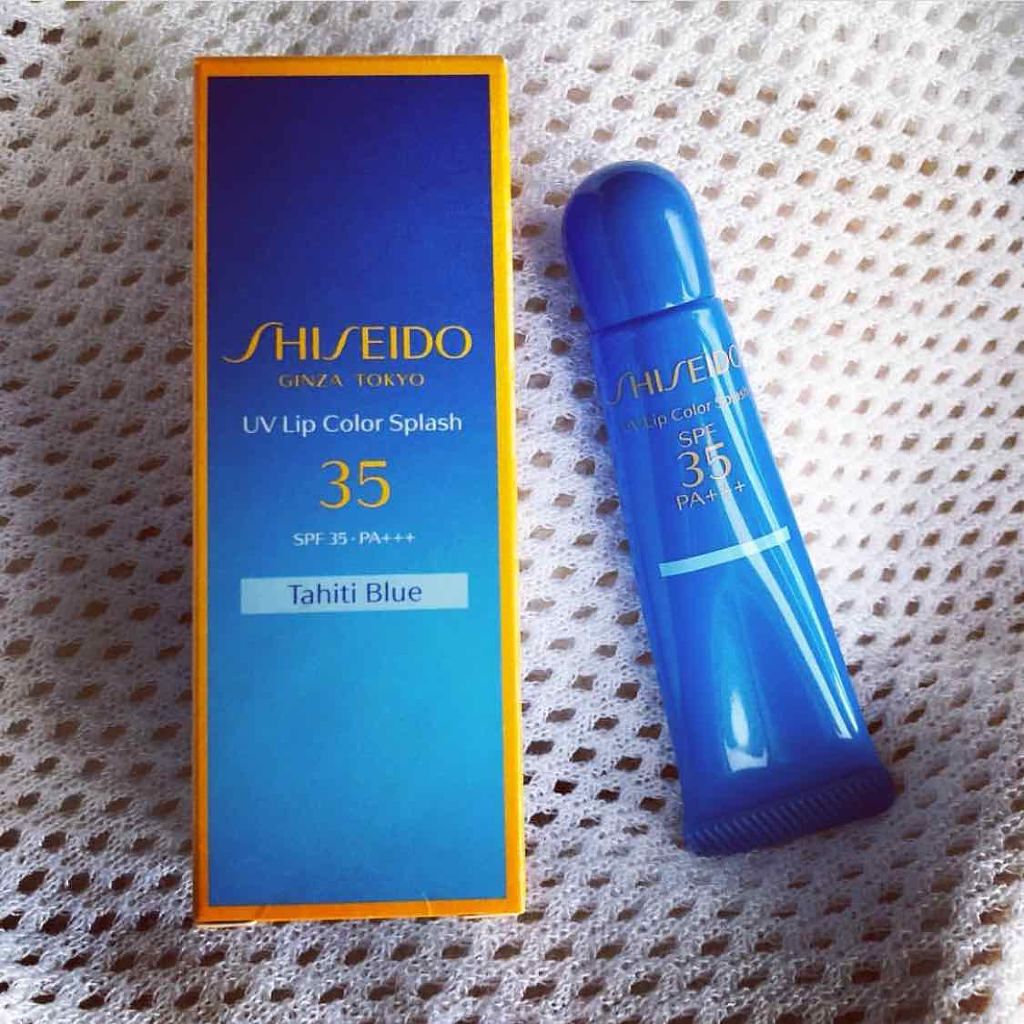 SHISEIDO
GINZA TOKYO
UV Lip Color Splash
35
SPF 35 · PA+++
Tahiti Blue
SHISEIDO
UV Lip Color Splash
SPF
35
PA+++